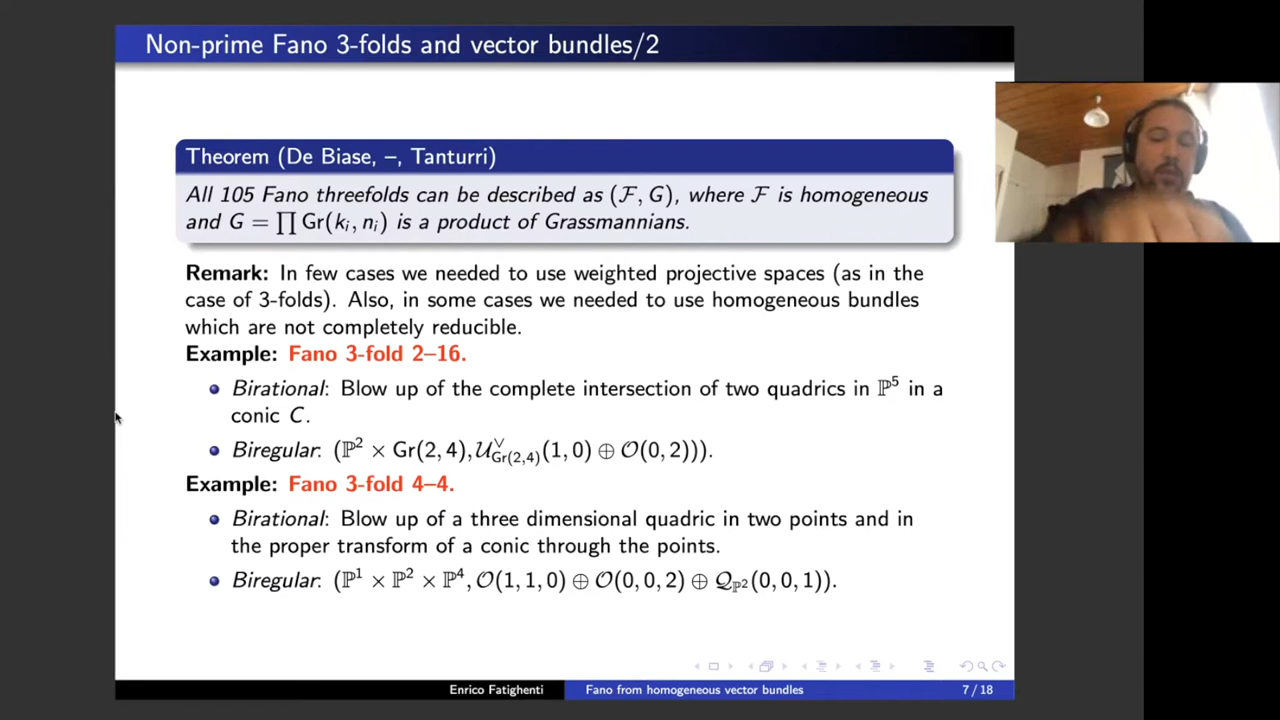 Non-prime Fano 3-folds and vector bundles/2
Theorem (De Biase, –, Tanturri)
All 105 Fano threefolds can be described as (ℱ, G), where ℱ is homogeneous
and G = ∏ Gr(kᵢ, nᵢ) is a product of Grassmannians.
Remark: In few cases we needed to use weighted projective spaces (as in the
case of 3-folds). Also, in some cases we needed to use homogeneous bundles
which are not completely reducible.
Example: Fano 3-fold 2–16.
Birational: Blow up of the complete intersection of two quadrics in ℙ⁵ in a
conic C.
Biregular: (ℙ² × Gr(2, 4), 𝒰^∨_Gr(2,4)(1, 0) ⊕ 𝒪(0, 2))).
Example: Fano 3-fold 4–4.
Birational: Blow up of a three dimensional quadric in two points and in
the proper transform of a conic through the points.
Biregular: (ℙ¹ × ℙ² × ℙ⁴, 𝒪(1, 1, 0) ⊕ 𝒪(0, 0, 2) ⊕ 𝒬_ℙ²(0, 0, 1)).
Enrico Fatighenti
Fano from homogeneous vector bundles
7 / 18